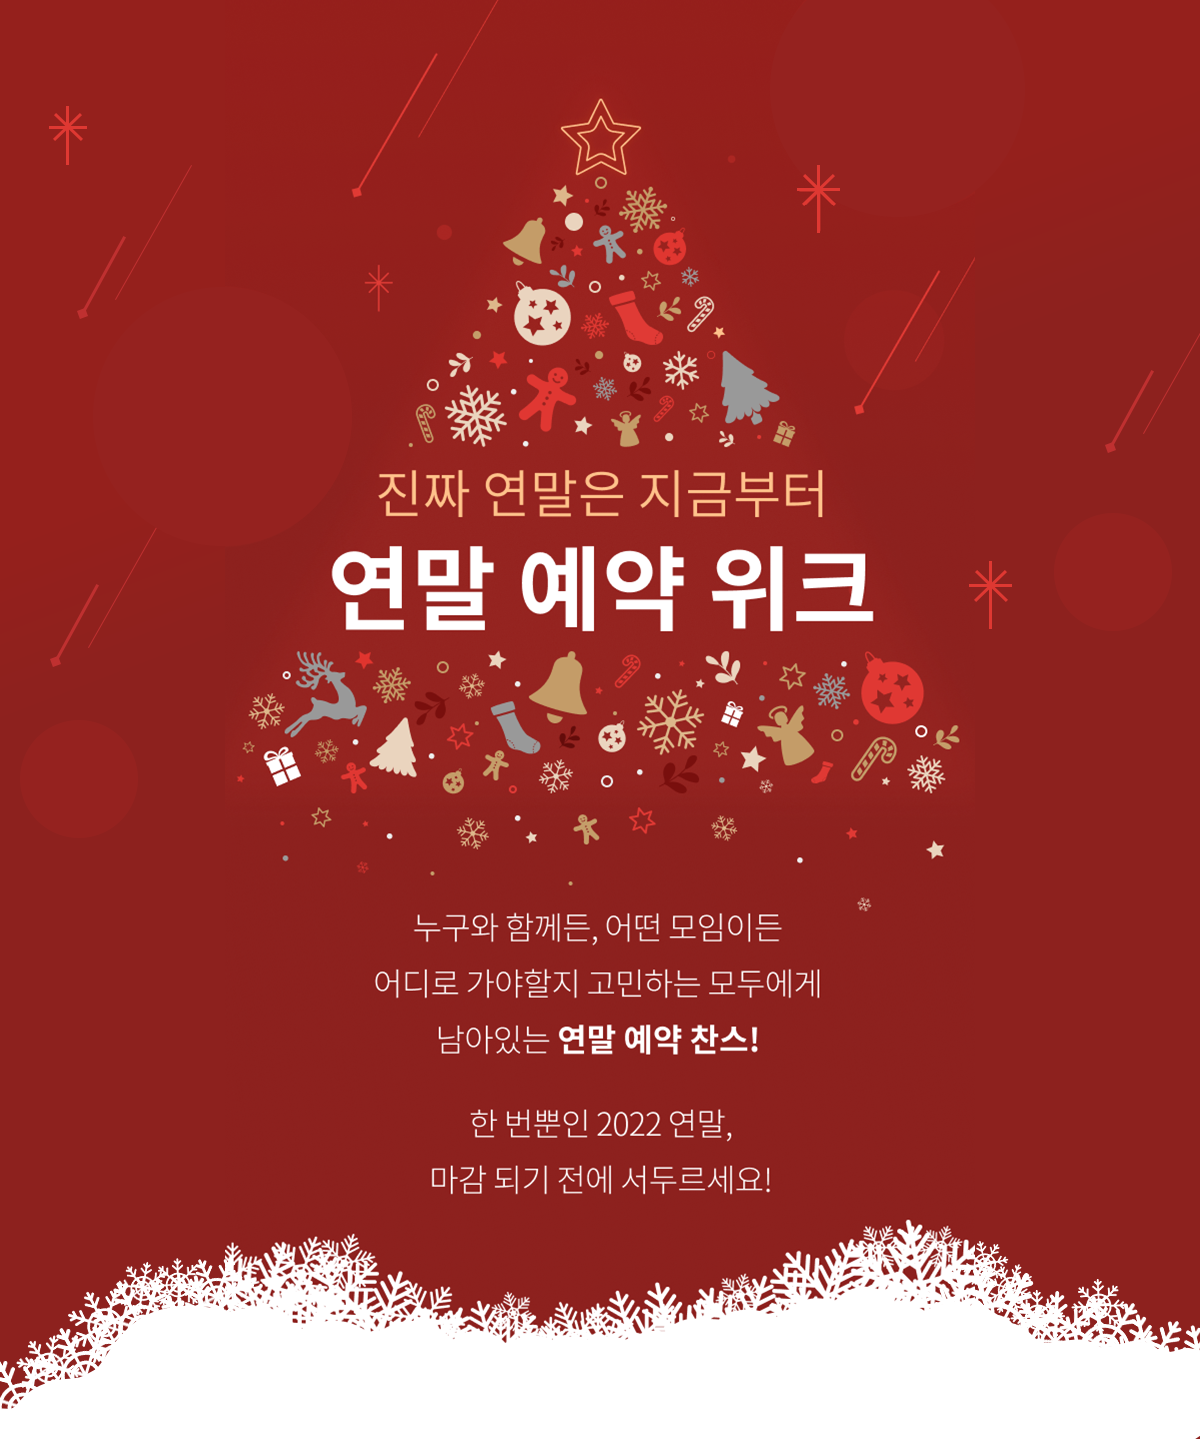 진짜 연말은 지금부터
연말 예약 위크
누구와 함께든, 어떤 모임이든
어디로 가야할지 고민하는 모두에게
남아있는 연말 예약 찬스!
한 번뿐인 2022 연말,
마감 되기 전에 서두르세요!